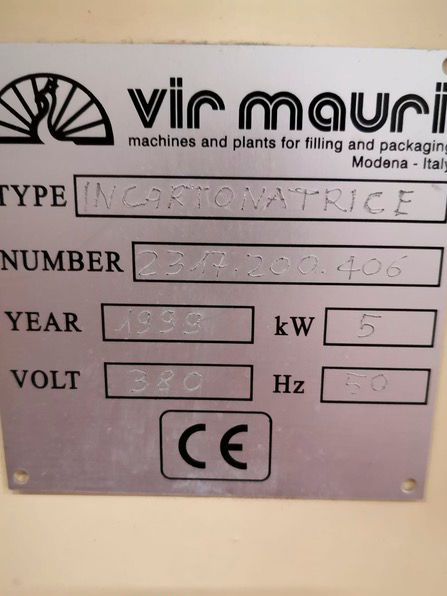 vir mauri
machines and plants for filling and packaging
Modena - Italy
TYPE INCARTONATRICE
NUMBER 2317.200.406
YEAR 1999 kW 5
VOLT 380 Hz 50
CE